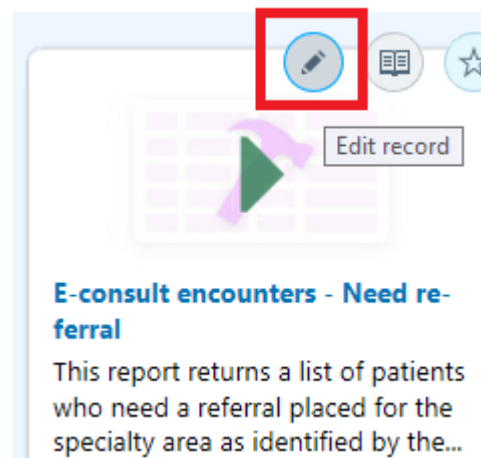 Edit record
E-consult encounters - Need re-
ferral
This report returns a list of patients
who need a referral placed for the
specialty area as identified by the...